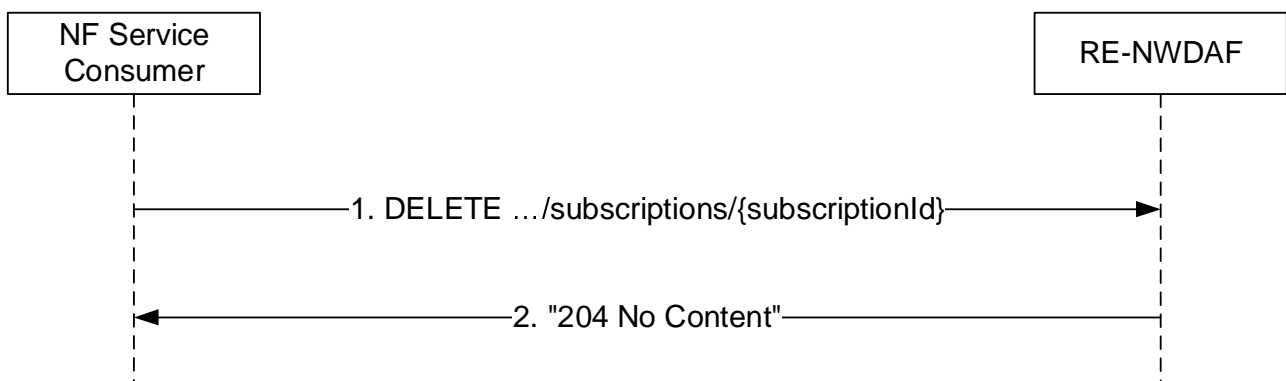 NF Service
Consumer
RE-NWDAF
1. DELETE …/subscriptions/{subscriptionId}
2. "204 No Content"